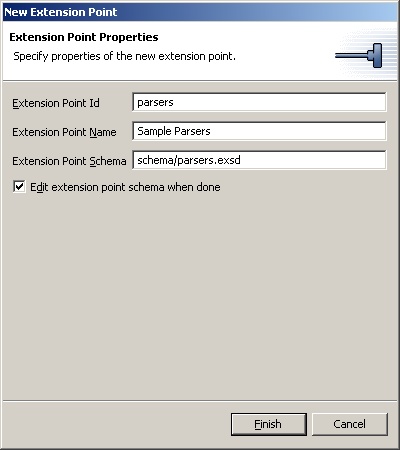 New Extension Point
Extension Point Properties
Specify properties of the new extension point.
Extension Point Id parsers
Extension Point Name Sample Parsers
Extension Point Schema schema/parsers.exsd
Edit extension point schema when done
Finish Cancel